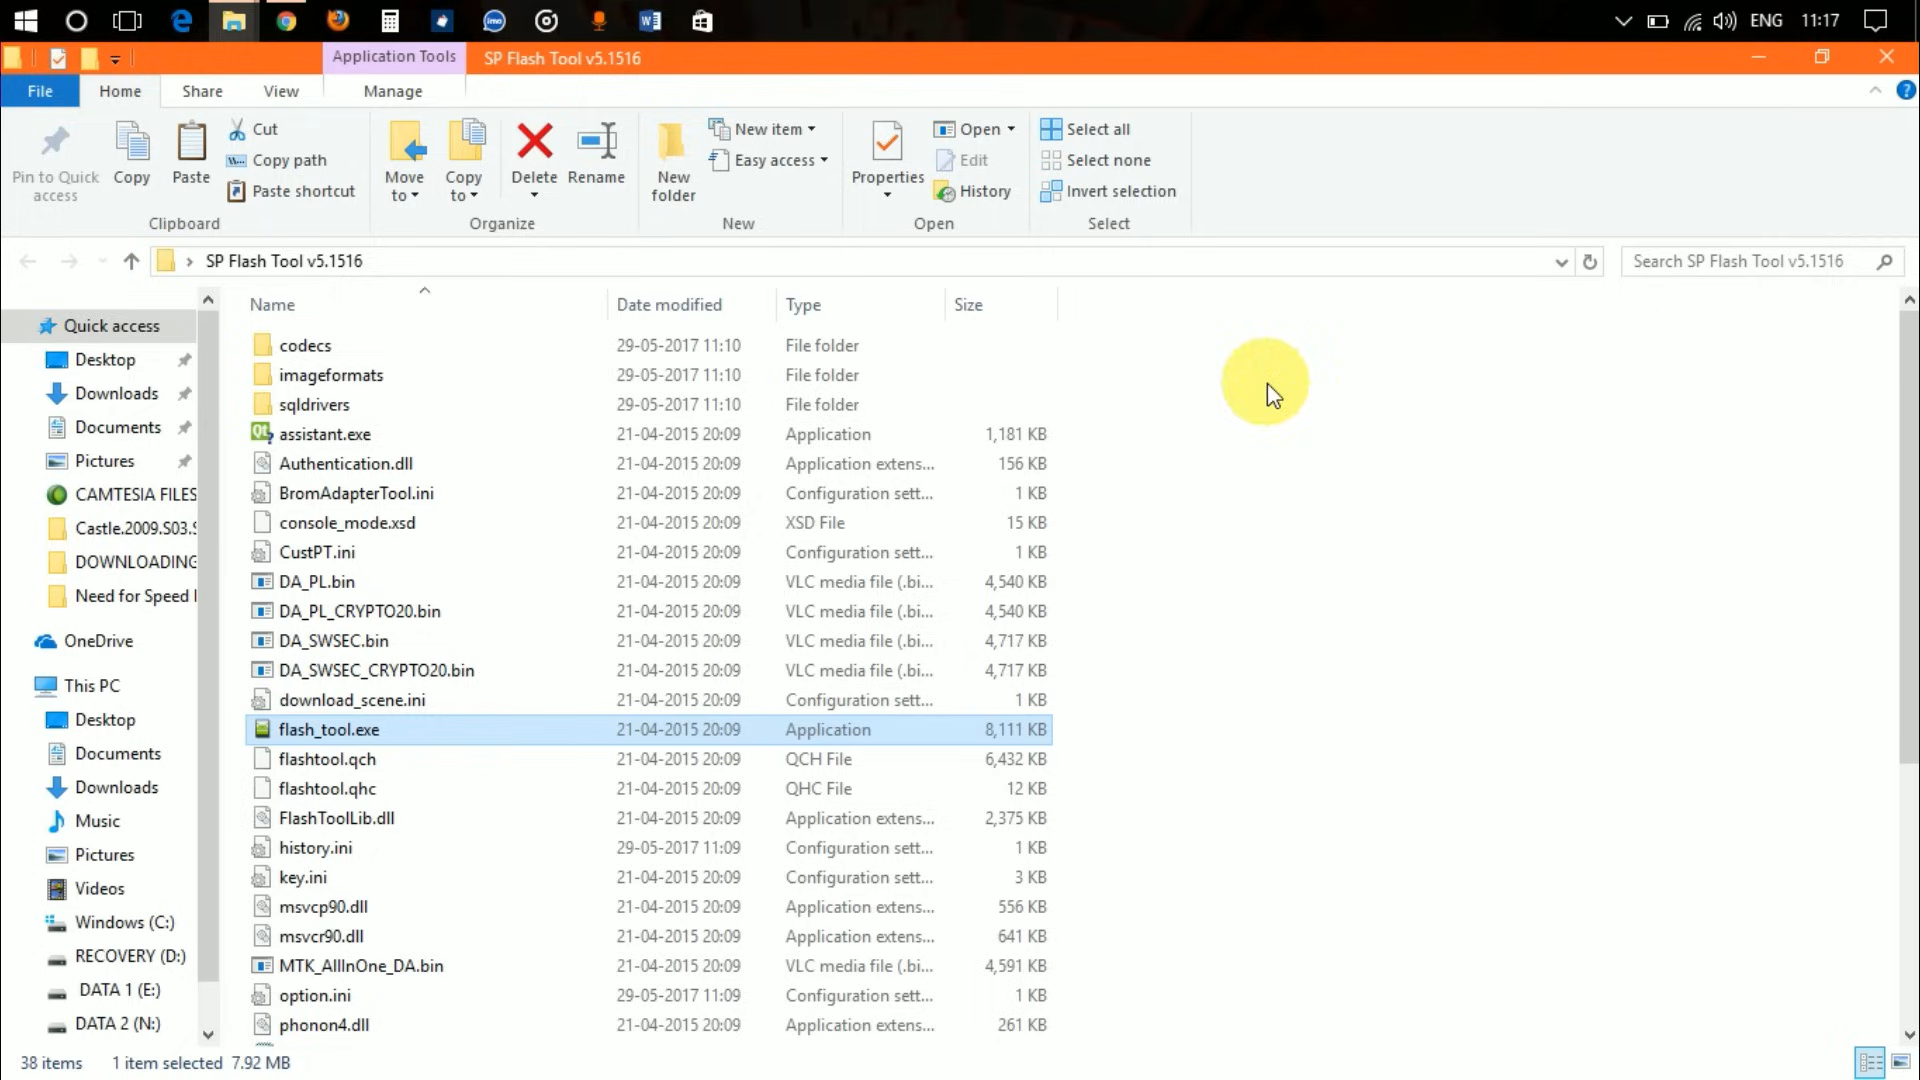 imo
ENG
11:17
Application Tools
SP Flash Tool v5.1516
File
Home
Share
View
Manage
Pin to Quick
access
Copy
Paste
Cut
Copy path
Paste shortcut
Clipboard
Move
to
Copy
to
Delete
Rename
Organize
New
folder
New item
Easy access
New
Properties
Open
Edit
History
Open
Select all
Select none
Invert selection
Select
SP Flash Tool v5.1516
Search SP Flash Tool v5.1516
Quick access
Desktop
Downloads
Documents
Pictures
CAMTESIA FILES
Castle.2009.S03.S
DOWNLOADING
Need for Speed
OneDrive
This PC
Desktop
Documents
Downloads
Music
Pictures
Videos
Windows (C:)
RECOVERY (D:)
DATA 1 (E:)
DATA 2 (N:)
Name Date modified Type Size
codecs 29-05-2017 11:10 File folder
imageformats 29-05-2017 11:10 File folder
sqldrivers 29-05-2017 11:10 File folder
assistant.exe 21-04-2015 20:09 Application 1,181 KB
Authentication.dll 21-04-2015 20:09 Application extens... 156 KB
BromAdapterTool.ini 21-04-2015 20:09 Configuration sett... 1 KB
console_mode.xsd 21-04-2015 20:09 XSD File 15 KB
CustPT.ini 21-04-2015 20:09 Configuration sett... 1 KB
DA_PL.bin 21-04-2015 20:09 VLC media file (.bi... 4,540 KB
DA_PL_CRYPTO20.bin 21-04-2015 20:09 VLC media file (.bi... 4,540 KB
DA_SWSEC.bin 21-04-2015 20:09 VLC media file (.bi... 4,717 KB
DA_SWSEC_CRYPTO20.bin 21-04-2015 20:09 VLC media file (.bi... 4,717 KB
download_scene.ini 21-04-2015 20:09 Configuration sett... 1 KB
flash_tool.exe 21-04-2015 20:09 Application 8,111 KB
flashtool.qch 21-04-2015 20:09 QCH File 6,432 KB
flashtool.qhc 21-04-2015 20:09 QHC File 12 KB
FlashToolLib.dll 21-04-2015 20:09 Application extens... 2,375 KB
history.ini 29-05-2017 11:09 Configuration sett... 1 KB
key.ini 21-04-2015 20:09 Configuration sett... 3 KB
msvcp90.dll 21-04-2015 20:09 Application extens... 556 KB
msvcr90.dll 21-04-2015 20:09 Application extens... 641 KB
MTK_AllInOne_DA.bin 21-04-2015 20:09 VLC media file (.bi... 4,591 KB
option.ini 29-05-2017 11:09 Configuration sett... 1 KB
phonon4.dll 21-04-2015 20:09 Application extens... 261 KB
38 items 1 item selected 7.92 MB